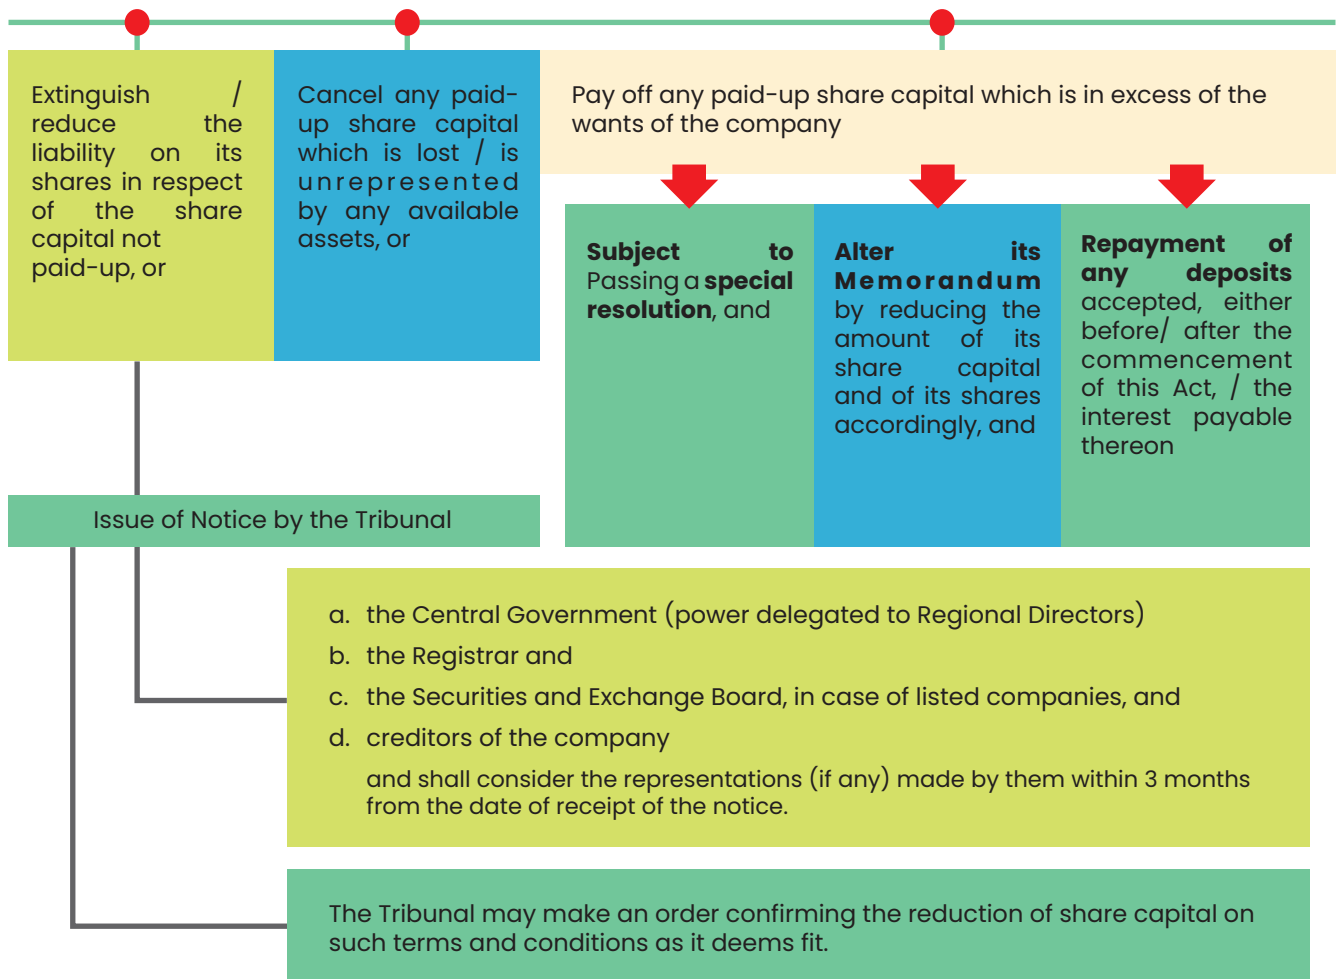 Extinguish /
reduce the
liability on its
shares in respect
of the share
capital not
paid-up, or
Cancel any paid-
up share capital
which is lost / is
unrepresented
by any available
assets, or
Pay off any paid-up share capital which is in excess of the
wants of the company
Subject to
Passing a special
resolution, and
Alter its
Memorandum
by reducing the
amount of its
share capital
and of its shares
accordingly, and
Repayment of
any deposits
accepted, either
before/ after the
commencement
of this Act, / the
interest payable
thereon
Issue of Notice by the Tribunal
a. the Central Government (power delegated to Regional Directors)
b. the Registrar and
c. the Securities and Exchange Board, in case of listed companies, and
d. creditors of the company
and shall consider the representations (if any) made by them within 3 months
from the date of receipt of the notice.
The Tribunal may make an order confirming the reduction of share capital on
such terms and conditions as it deems fit.